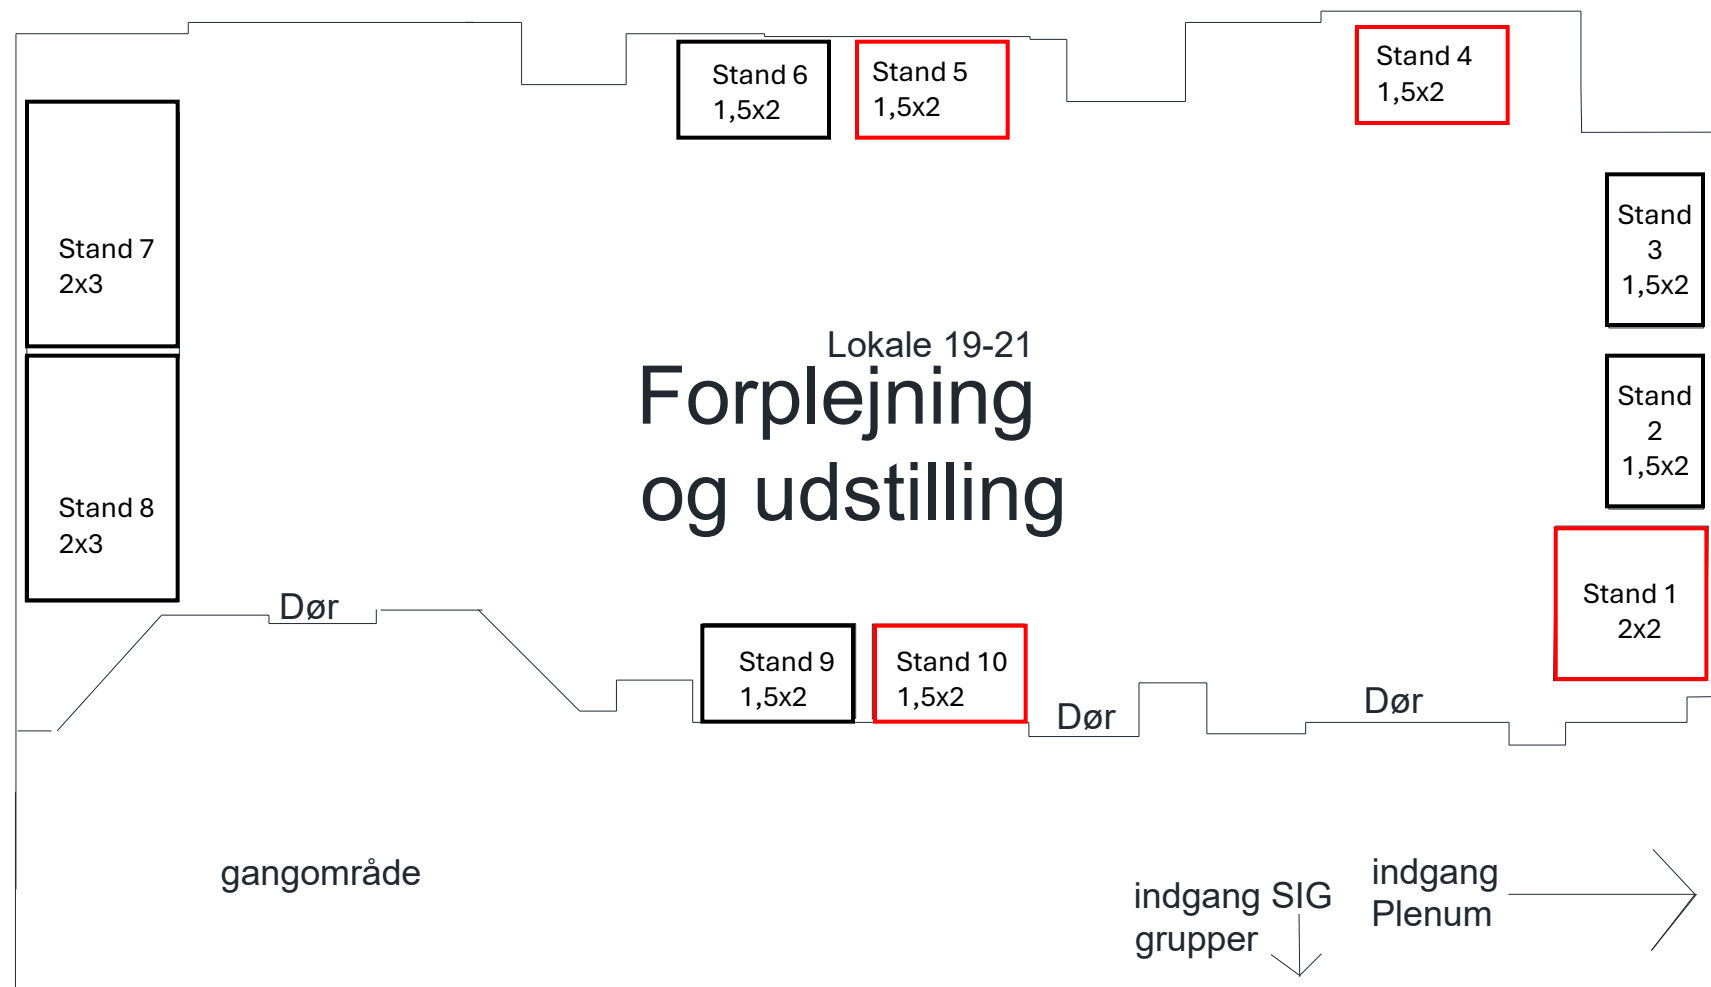 Stand 6
1,5x2
Stand 5
1,5x2
Stand 4
1,5x2
Stand 7
2x3
Stand
3
1,5x2
Lokale 19-21
Forplejning
og udstilling
Stand
2
1,5x2
Stand 8
2x3
Stand 1
2x2
Dør
Stand 9
1,5x2
Stand 10
1,5x2
Dør
Dør
gangområde
indgang SIG
grupper
indgang
Plenum